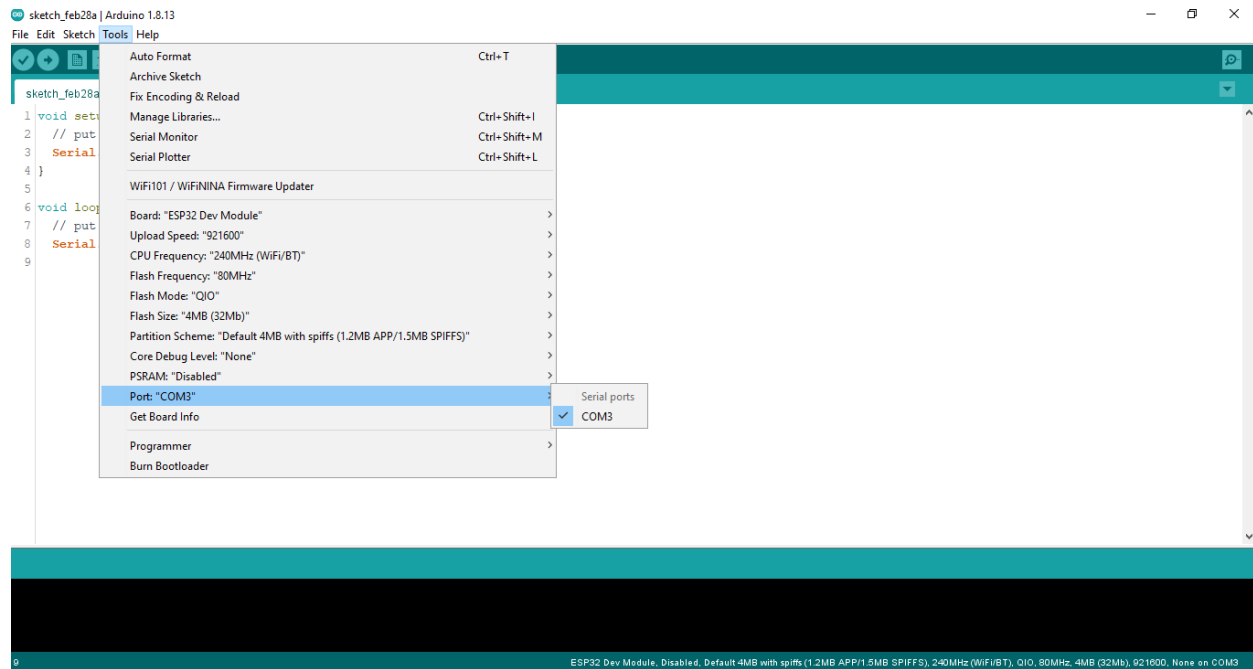 sketch_feb28a | Arduino 1.8.13
File Edit Sketch Tools Help
sketch_feb28a
Auto Format Ctrl+T
Archive Sketch
Fix Encoding & Reload
Manage Libraries... Ctrl+Shift+I
Serial Monitor Ctrl+Shift+M
Serial Plotter Ctrl+Shift+L
WiFi101 / WiFiNINA Firmware Updater
Board: "ESP32 Dev Module"
Upload Speed: "921600"
CPU Frequency: "240MHz (WiFi/BT)"
Flash Frequency: "80MHz"
Flash Mode: "QIO"
Flash Size: "4MB (32Mb)"
Partition Scheme: "Default 4MB with spiffs (1.2MB APP/1.5MB SPIFFS)"
Core Debug Level: "None"
PSRAM: "Disabled"
Port: "COM3"
Get Board Info
Programmer
Burn Bootloader
Serial ports
COM3
1 void set
2 // put
3 Serial
4 }
5
6 void loo
7 // put
8 Serial
9
9 ESP32 Dev Module, Disabled, Default 4MB with spiffs (1.2MB APP/1.5MB SPIFFS), 240MHz (WiFi/BT), QIO, 80MHz, 4MB (32Mb), 921600, None on COM3